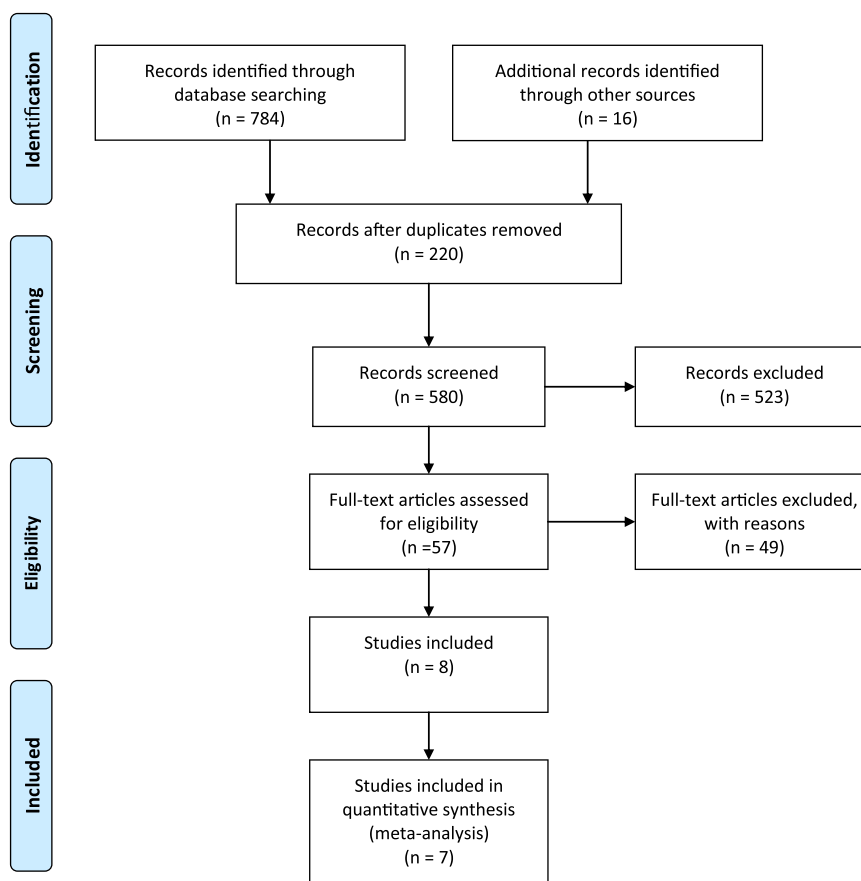 Identification
Records identified through
database searching
(n = 784)
Additional records identified
through other sources
(n = 16)
Records after duplicates removed
(n = 220)
Screening
Records screened
(n = 580)
Records excluded
(n = 523)
Eligibility
Full-text articles assessed
for eligibility
(n =57)
Full-text articles excluded,
with reasons
(n = 49)
Studies included
(n = 8)
Included
Studies included in
quantitative synthesis
(meta-analysis)
(n = 7)